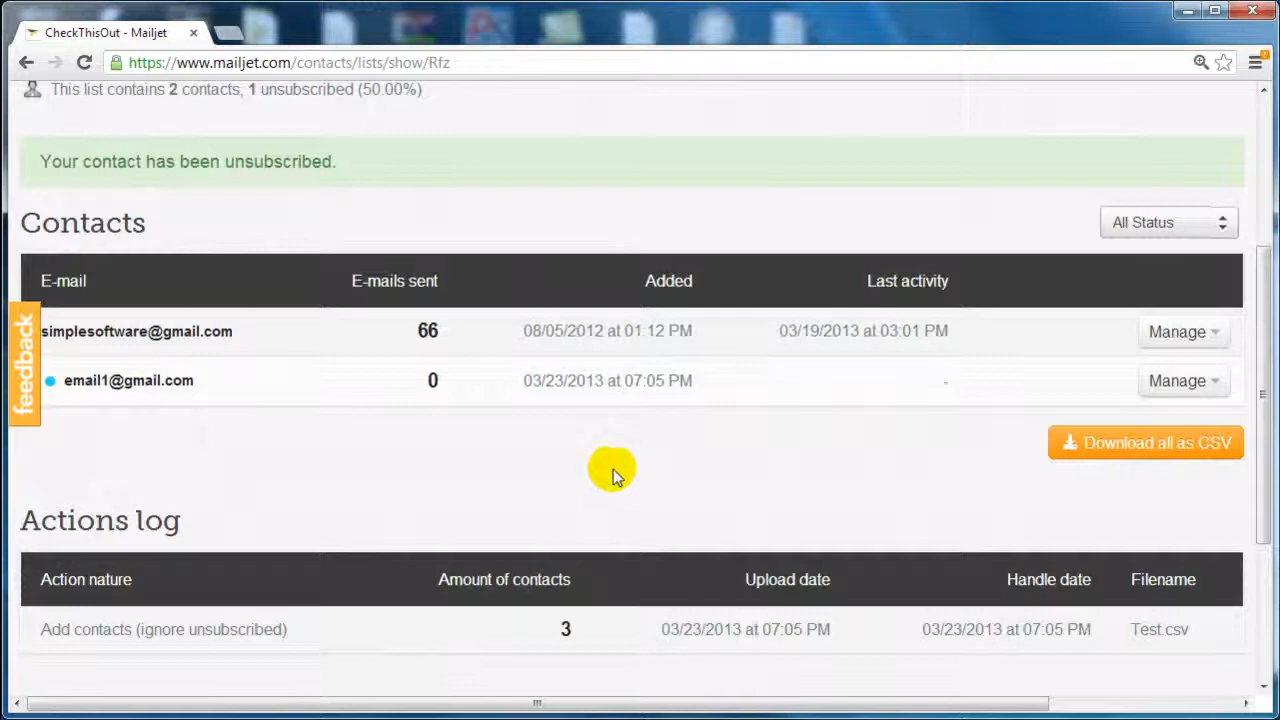 CheckThisOut - Mailjet
https://www.mailjet.com/contacts/lists/show/Rfz
This list contains 2 contacts, 1 unsubscribed (50.00%)
Your contact has been unsubscribed.
Contacts
All Status
E-mail E-mails sent Added Last activity
simplesoftware@gmail.com 66 08/05/2012 at 01:12 PM 03/19/2013 at 03:01 PM Manage
email1@gmail.com 0 03/23/2013 at 07:05 PM - Manage
feedback
Download all as CSV
Actions log
Action nature Amount of contacts Upload date Handle date Filename
Add contacts (ignore unsubscribed) 3 03/23/2013 at 07:05 PM 03/23/2013 at 07:05 PM Test.csv